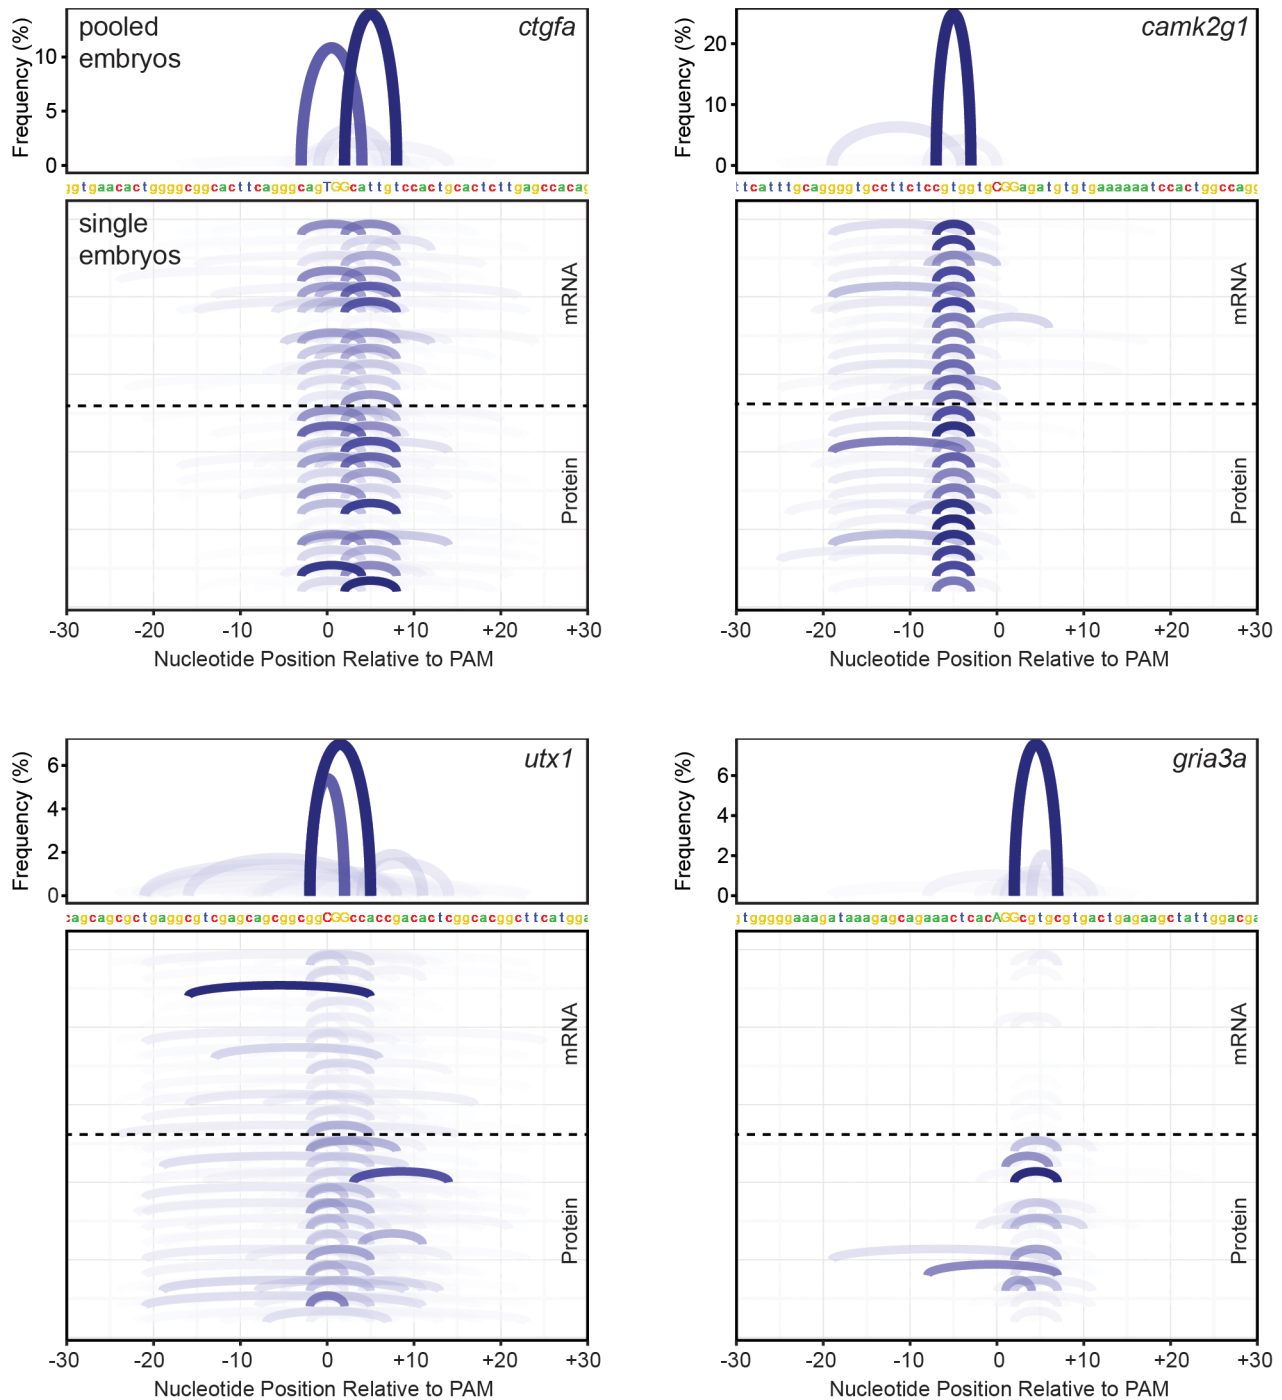 pooled
embryos
ctgfa
Frequency (%)
10
5
0
ggtgaacactggggcggcacttcagggcagTGGcattgtccactgcactcttgagccacag
single
embryos
mRNA
Protein
-30 -20 -10 0 +10 +20 +30
Nucleotide Position Relative to PAM
camk2g1
Frequency (%)
20
10
0
ttcatttgcaggggtgccttctccgtggtgCGGagatgtgtgaaaaaatccactggccagg
mRNA
Protein
-30 -20 -10 0 +10 +20 +30
Nucleotide Position Relative to PAM
utx1
Frequency (%)
6
4
2
0
cagcagcgctgaggcgtcgagcagcggcggCGGccaccgacactcggcacggcttcatgga
mRNA
Protein
-30 -20 -10 0 +10 +20 +30
Nucleotide Position Relative to PAM
gria3a
Frequency (%)
6
4
2
0
gtgggggaaagataaagagcagaaactcacAGGcgtgcgtgactgagaagctattggacga
mRNA
Protein
-30 -20 -10 0 +10 +20 +30
Nucleotide Position Relative to PAM